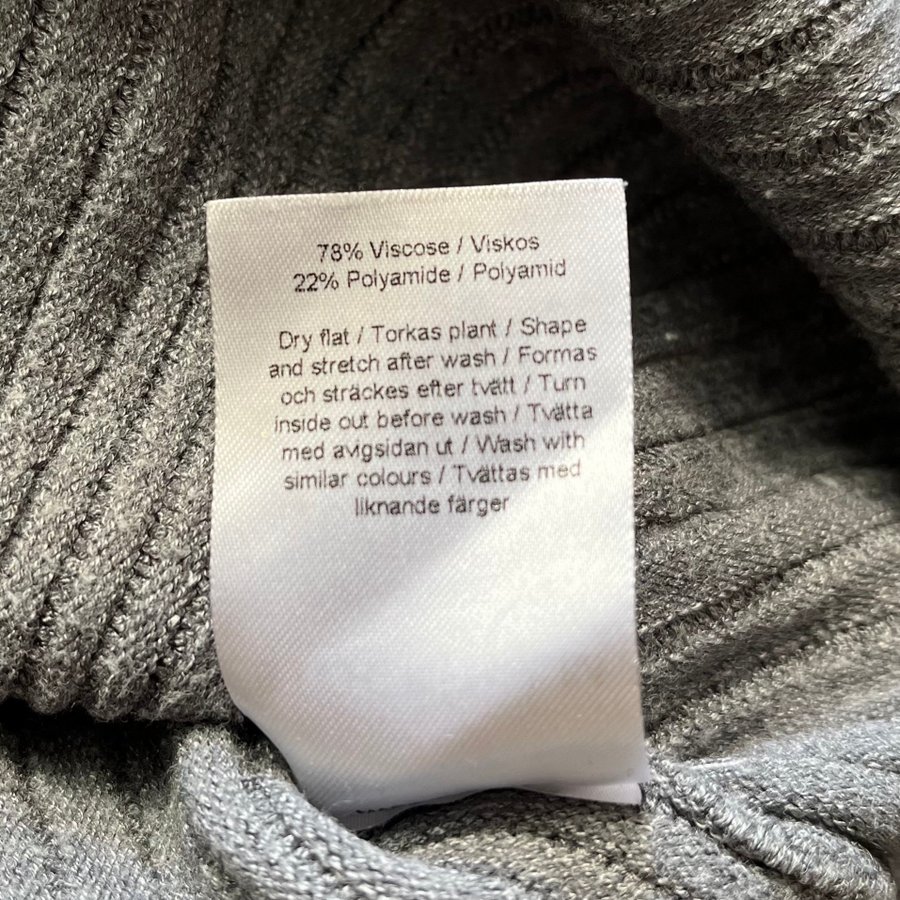 78% Viscose / Viskos
22% Polyamide / Polyamid
Dry flat / Torkas plant / Shape
and stretch after wash / Formas
och sträckes efter tvätt / Turn
inside out before wash / Tvätta
med avigsidan ut / Wash with
similar colours / Tvättas med
liknande färger